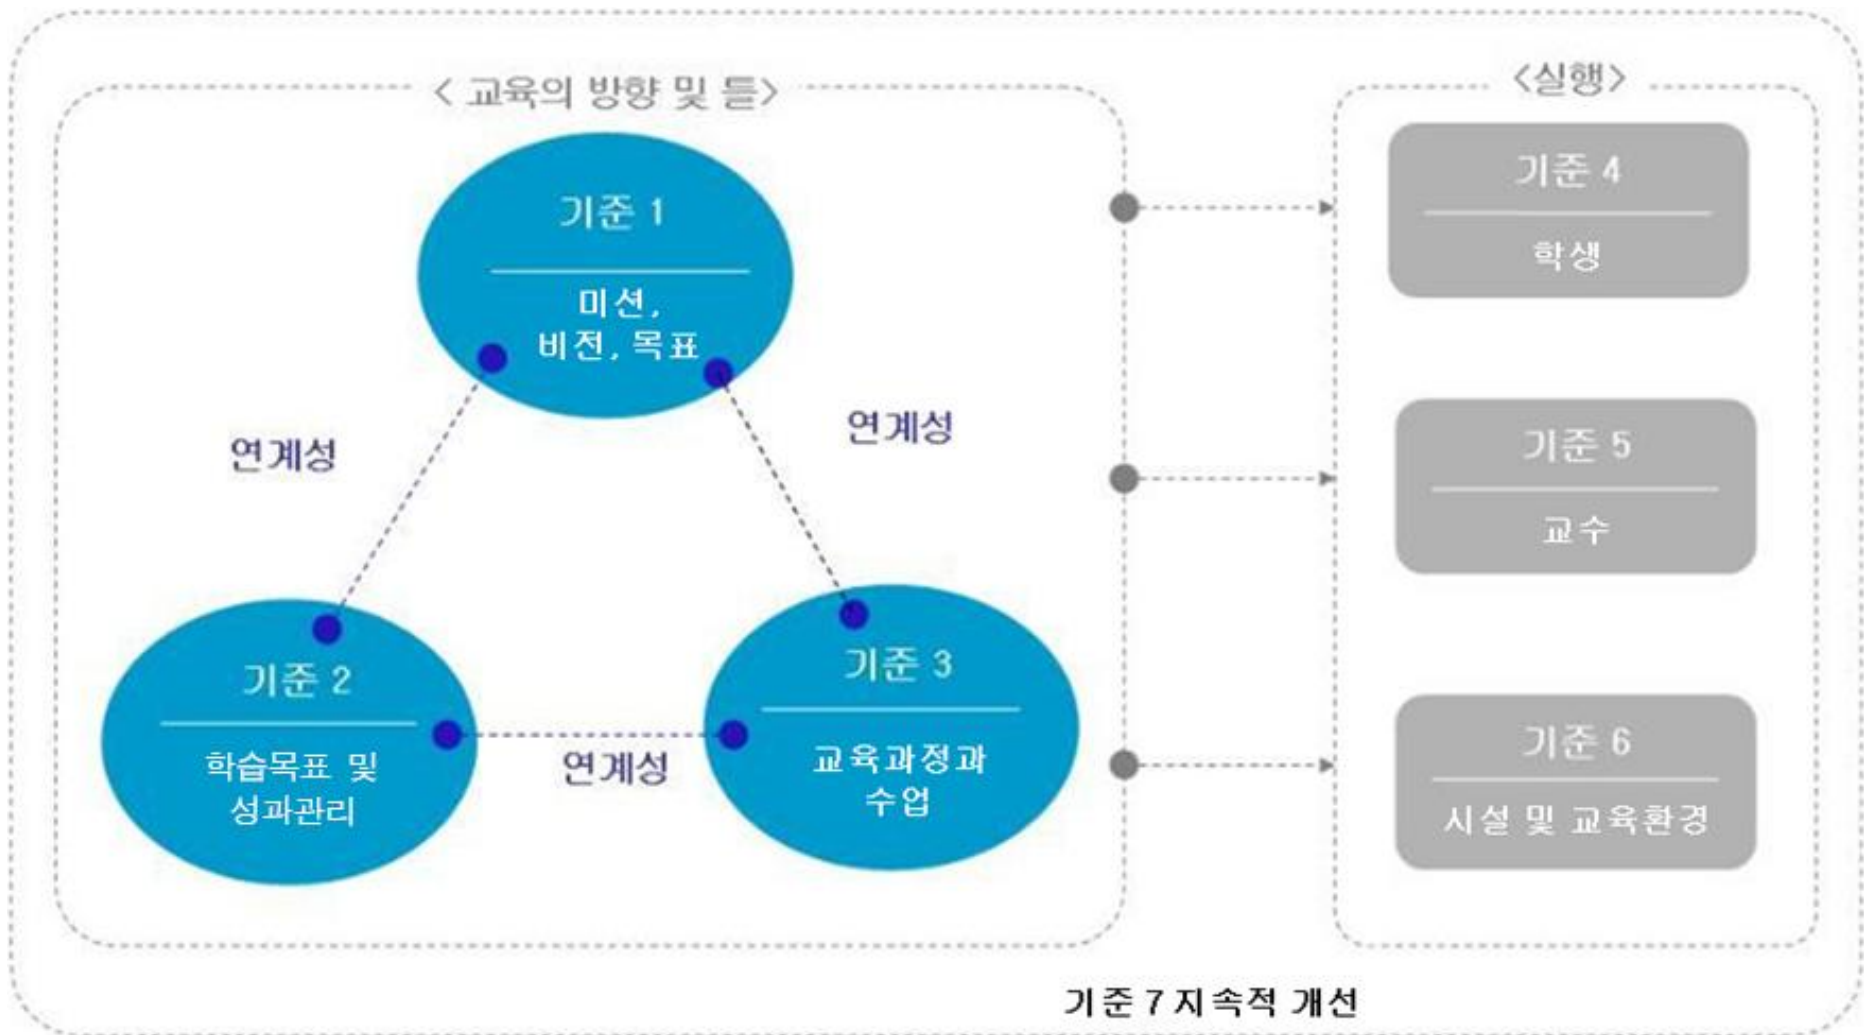 < 교육의 방향 및 틀>
기준 1
미션,
비전, 목표
연계성
연계성
기준 2
학습목표 및
성과관리
연계성
기준 3
교육과정과
수업
<실행>
기준 4
학생
기준 5
교수
기준 6
시설 및 교육환경
기준 7 지속적 개선